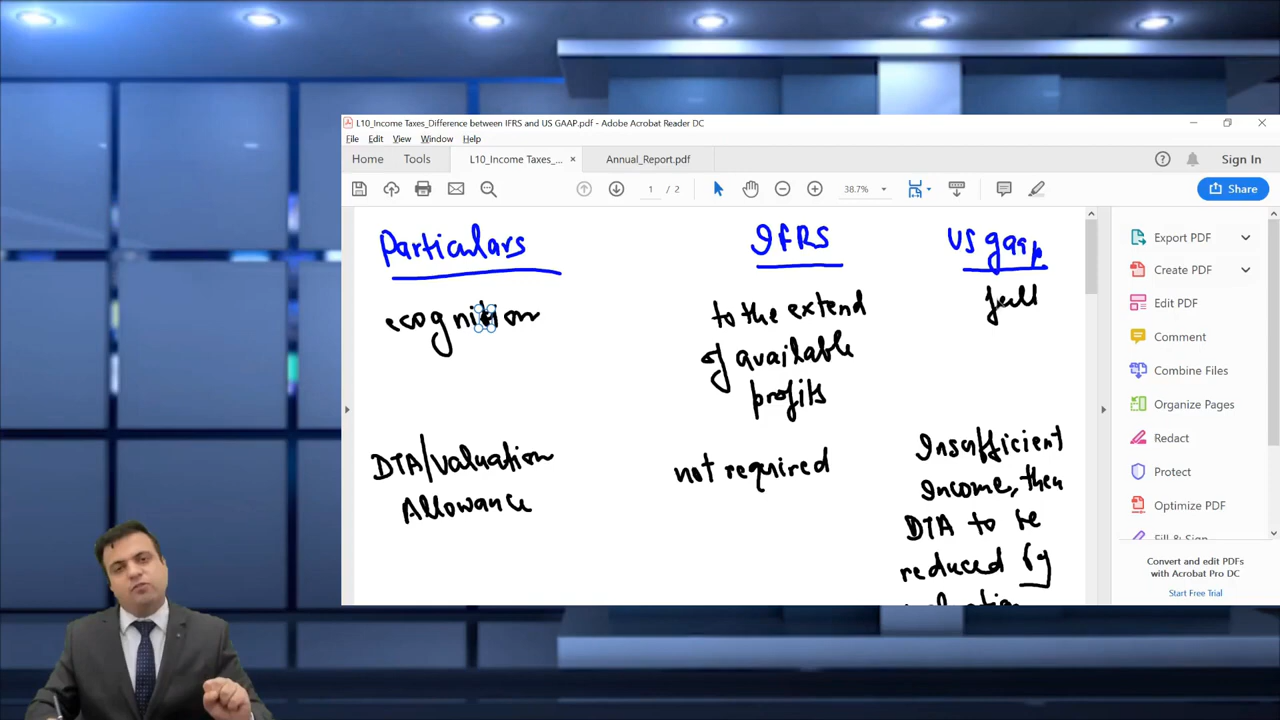 L10_Income Taxes_Difference between IFRS and US GAAP.pdf - Adobe Acrobat Reader DC
File Edit View Window Help
Home Tools L10_Income Taxes_... × Annual_Report.pdf Sign In
1 / 2 38.7% Share
Particulars IFRS US gaap
ecognition to the extend full
of available
profits
DTA/Valuation not required Insufficient
Allowance Income, then
DTA to be
reduced by
Export PDF
Create PDF
Edit PDF
Comment
Combine Files
Organize Pages
Redact
Protect
Optimize PDF
Fill & Sign
Convert and edit PDFs
with Acrobat Pro DC
Start Free Trial